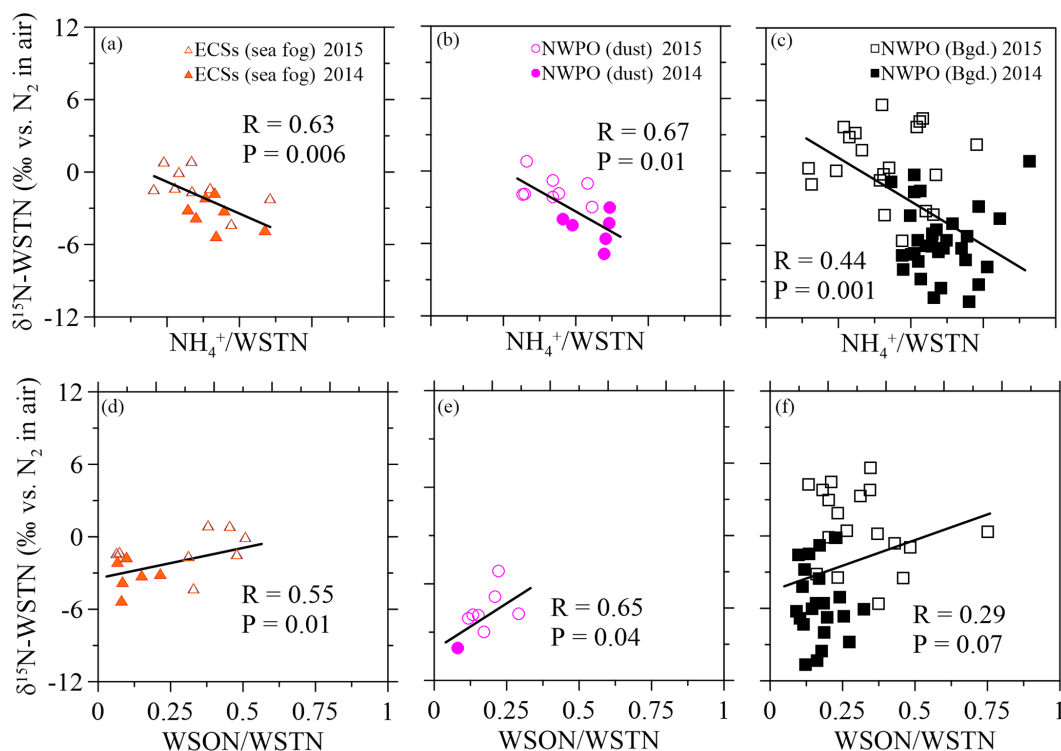 δ¹⁵N-WSTN (‰ vs. N₂ in air)
12
6
0
-6
-12
(a)
ECSs (sea fog) 2015
ECSs (sea fog) 2014
R = 0.63
P = 0.006
NH₄⁺/WSTN
(b)
NWPO (dust) 2015
NWPO (dust) 2014
R = 0.67
P = 0.01
NH₄⁺/WSTN
(c)
NWPO (Bgd.) 2015
NWPO (Bgd.) 2014
R = 0.44
P = 0.001
NH₄⁺/WSTN
δ¹⁵N-WSTN (‰ vs. N₂ in air)
12
6
0
-6
-12
(d)
R = 0.55
P = 0.01
0 0.25 0.5 0.75 1
WSON/WSTN
(e)
R = 0.65
P = 0.04
0 0.25 0.5 0.75 1
WSON/WSTN
(f)
R = 0.29
P = 0.07
0 0.25 0.5 0.75 1
WSON/WSTN